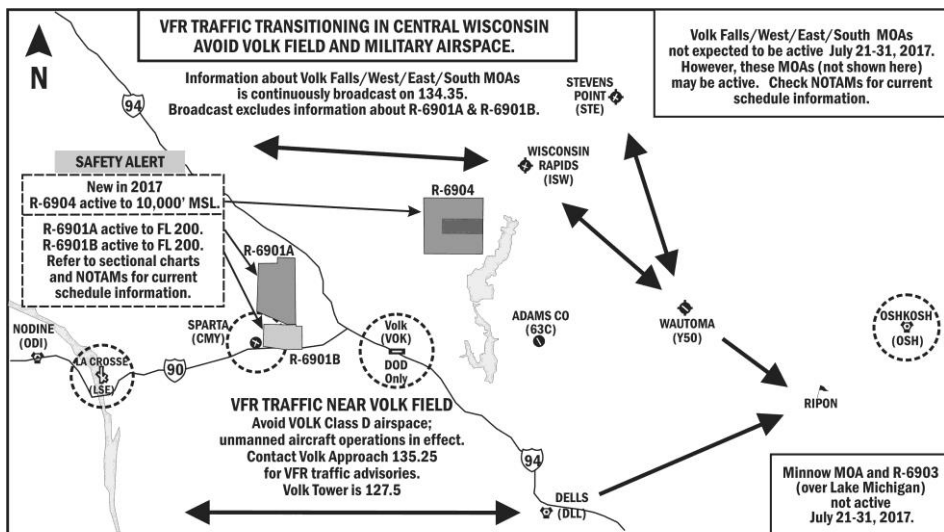 VFR TRAFFIC TRANSITIONING IN CENTRAL WISCONSIN
AVOID VOLK FIELD AND MILITARY AIRSPACE.
Volk Falls/West/East/South MOAs
not expected to be active July 21-31, 2017.
However, these MOAs (not shown here)
may be active. Check NOTAMs for current
schedule information.
N
94
Information about Volk Falls/West/East/South MOAs
is continuously broadcast on 134.35.
Broadcast excludes information about R-6901A & R-6901B.
STEVENS
POINT
(STE)
WISCONSIN
RAPIDS
(ISW)
SAFETY ALERT
New in 2017
R-6904 active to 10,000' MSL.
R-6901A active to FL 200.
R-6901B active to FL 200.
Refer to sectional charts
and NOTAMs for current
schedule information.
R-6904
R-6901A
NODINE
(ODI)
LA CROSSE
(LSE)
90
SPARTA
(CMY)
R-6901B
Volk
(VOK)
DOD
Only
ADAMS CO
(63C)
WAUTOMA
(Y50)
OSHKOSH
(OSH)
RIPON
VFR TRAFFIC NEAR VOLK FIELD
Avoid VOLK Class D airspace;
unmanned aircraft operations in effect.
Contact Volk Approach 135.25
for VFR traffic advisories.
Volk Tower is 127.5
94
DELLS
(DLL)
Minnow MOA and R-6903
(over Lake Michigan)
not active
July 21-31, 2017.